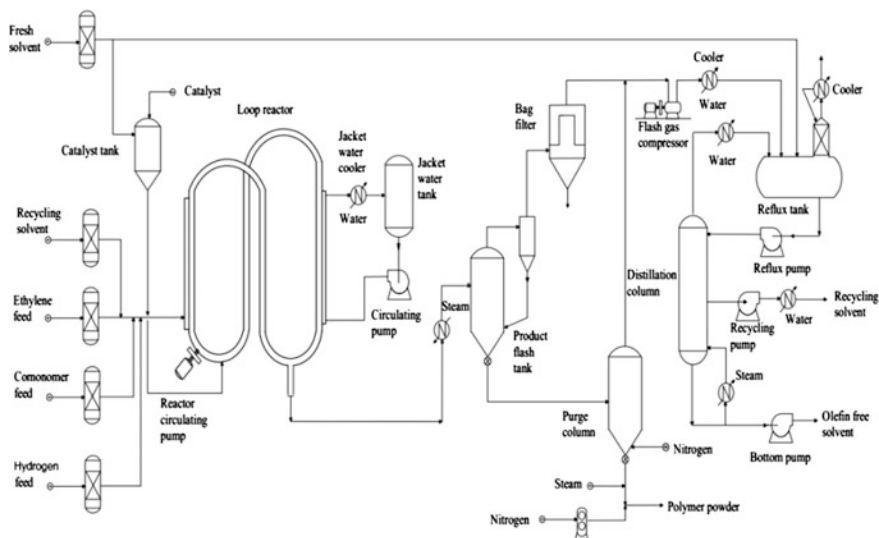 Fresh
solvent
Catalyst
Catalyst tank
Loop reactor
Jacket
water
cooler
Water
Jacket
water
tank
Circulating
pump
Recycling
solvent
Ethylene
feed
Comonomer
feed
Hydrogen
feed
Reactor
circulating
pump
Steam
Product
flash
tank
Bag
filter
Flash gas
compressor
Cooler
Water
Water
Cooler
Reflux tank
Reflux pump
Distillation
column
Recycling
pump
Water
Recycling
solvent
Steam
Bottom pump
Olefin free
solvent
Purge
column
Nitrogen
Steam
Polymer powder
Nitrogen